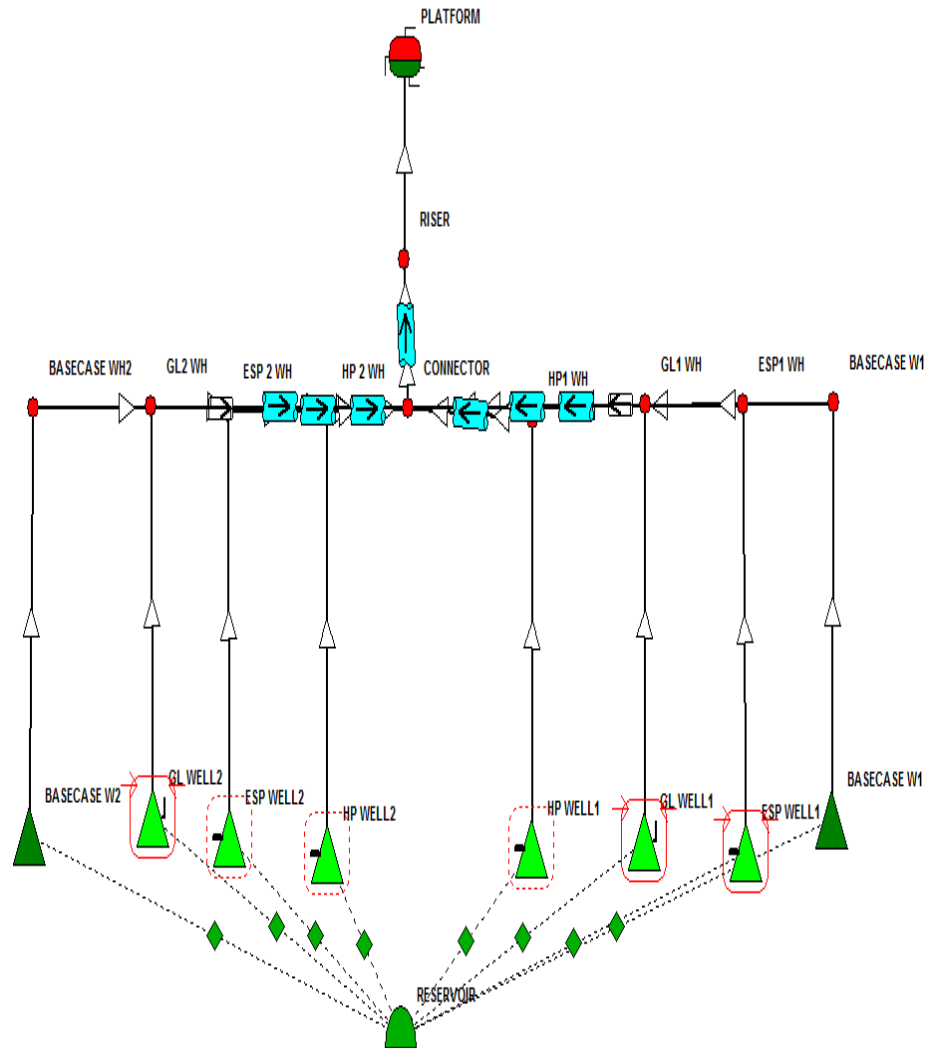 PLATFORM
RISER
BASECASE WH2
GL2 WH
ESP 2 WH
HP 2 WH
CONNECTOR
HP1 WH
GL1 WH
ESP1 WH
BASECASE W1
BASECASE W2
GL WELL2
ESP WELL2
HP WELL2
HP WELL1
GL WELL1
ESP WELL1
BASECASE W1
RESERVOIR